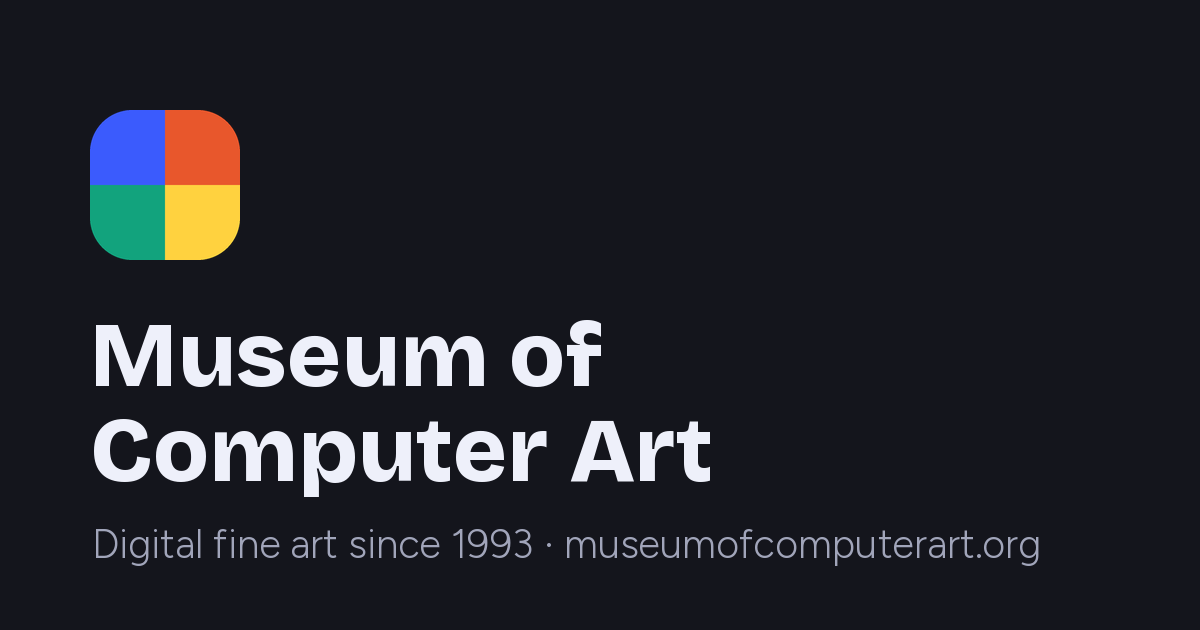 Museum of
Computer Art
Digital fine art since 1993 · museumofcomputerart.org